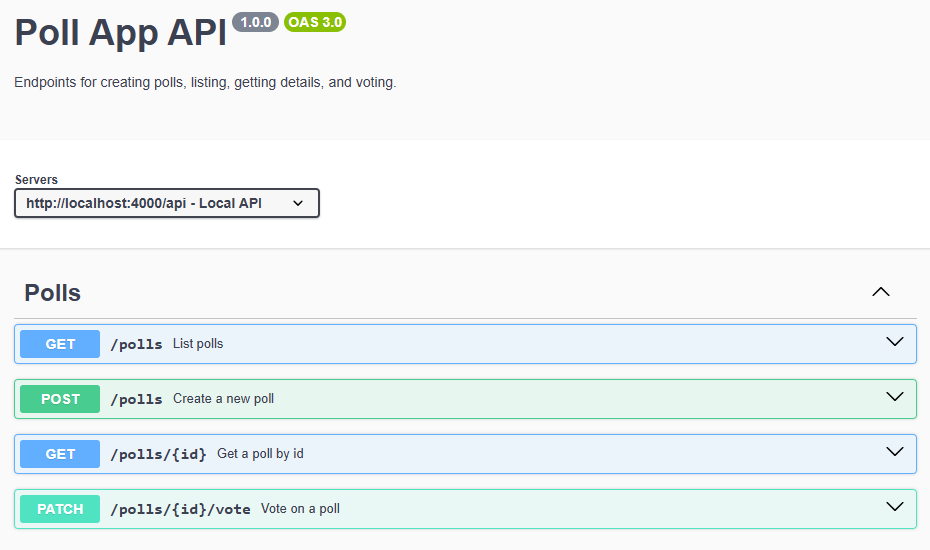 Poll App API 1.0.0 OAS 3.0
Endpoints for creating polls, listing, getting details, and voting.
Servers
http://localhost:4000/api - Local API
Polls
GET /polls List polls
POST /polls Create a new poll
GET /polls/{id} Get a poll by id
PATCH /polls/{id}/vote Vote on a poll